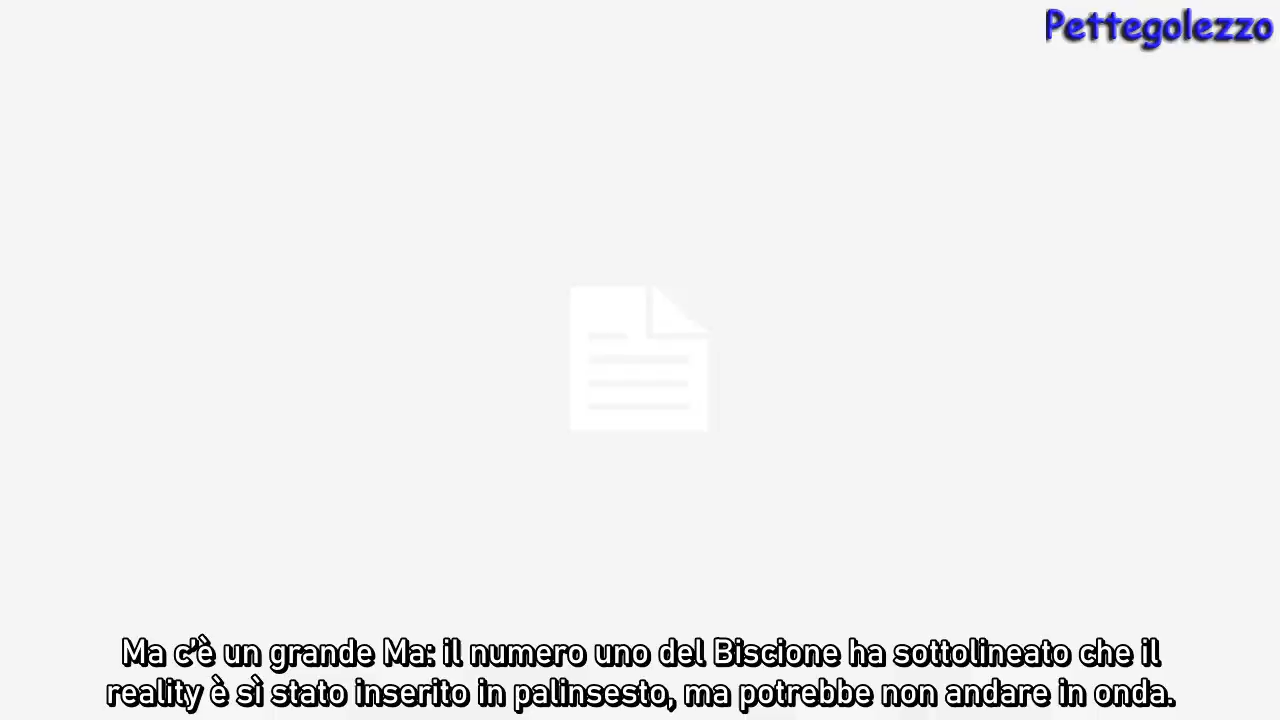 Pettegolezzo
Ma c'è un grande Ma: il numero uno del Biscione ha sottolineato che il
reality è sì stato inserito in palinsesto, ma potrebbe non andare in onda.